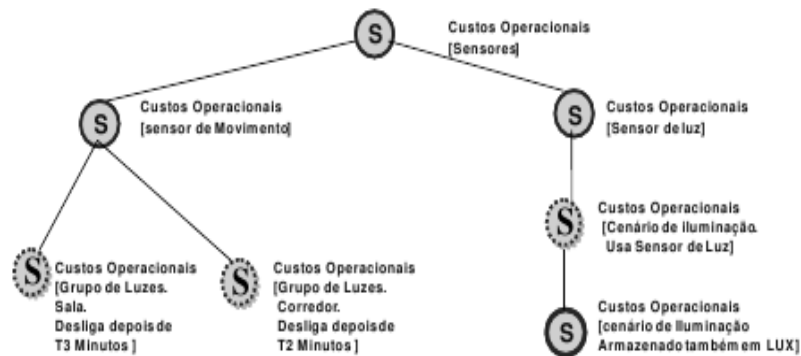 S
Custos Operacionais
[Sensores]
S
Custos Operacionais
[sensor de Movimento]
S
Custos Operacionais
[Sensor de luz]
S
Custos Operacionais
[Cenário de iluminação.
Usa Sensor de Luz]
S
Custos Operacionais
[Grupo de Luzes.
Sala.
Desliga depois de
T3 Minutos ]
S
Custos Operacionais
[Grupo de Luzes.
Corredor.
Desliga depois de
T2 Minutos ]
S
Custos Operacionais
[cenário de Iluminação
Armazenado também em LUX]